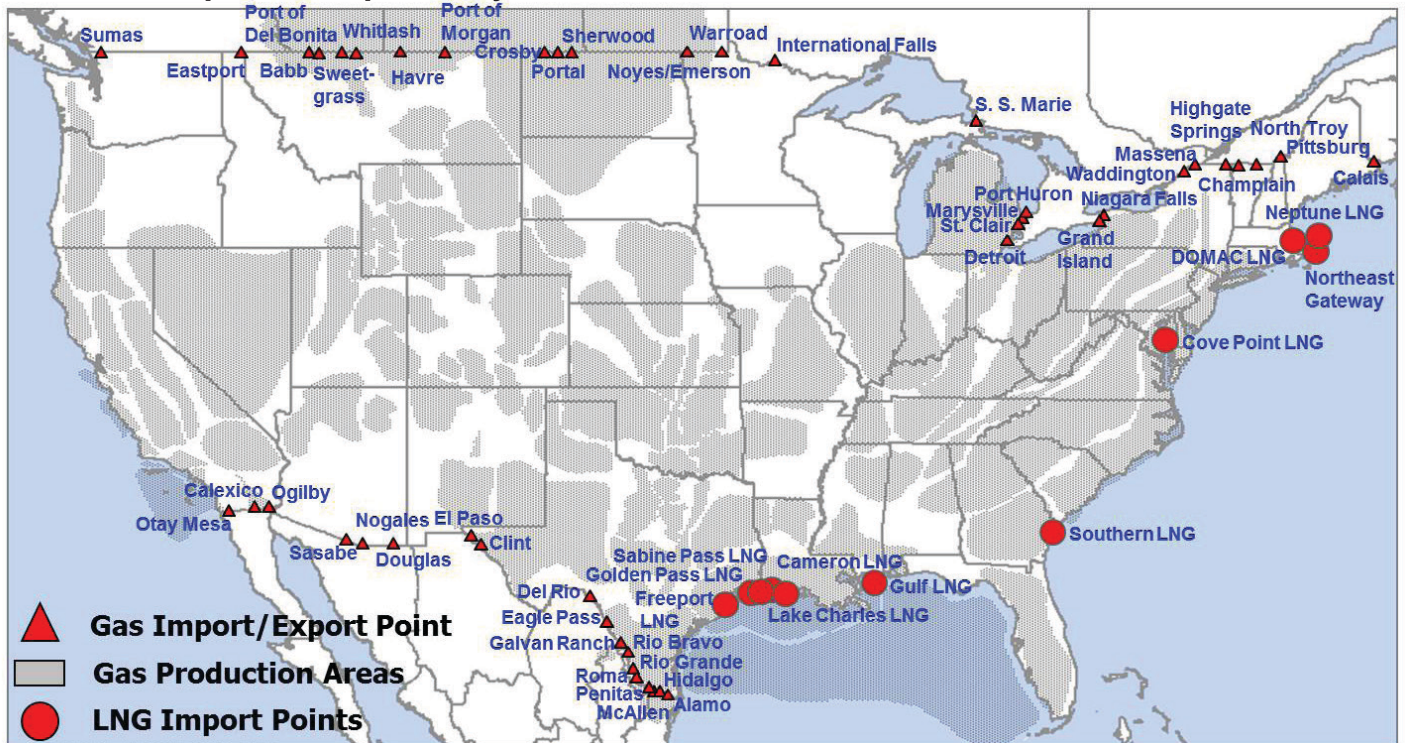 Sumas
Port of
Del Bonita
Whitlash
Port of
Morgan
Crosby
Sherwood
Warroad
International Falls
Eastport
Babb
Sweet-
grass
Havre
Portal
Noyes/Emerson
S. S. Marie
Highgate
Springs
North Troy
Pittsburg
Massena
Waddington
Champlain
Calais
Port Huron
Marysville
St. Clair
Detroit
Niagara Falls
Grand
Island
Neptune LNG
DOMAC LNG
Northeast
Gateway
Cove Point LNG
Calexico
Ogilby
Otay Mesa
Nogales
El Paso
Sasabe
Douglas
Clint
Southern LNG
Sabine Pass LNG
Cameron LNG
Golden Pass LNG
Gulf LNG
Del Rio
Freeport
LNG
Lake Charles LNG
Eagle Pass
Galvan Ranch
Rio Bravo
Rio Grande
Roma
Hidalgo
Penitas
Alamo
McAllen
Gas Import/Export Point
Gas Production Areas
LNG Import Points